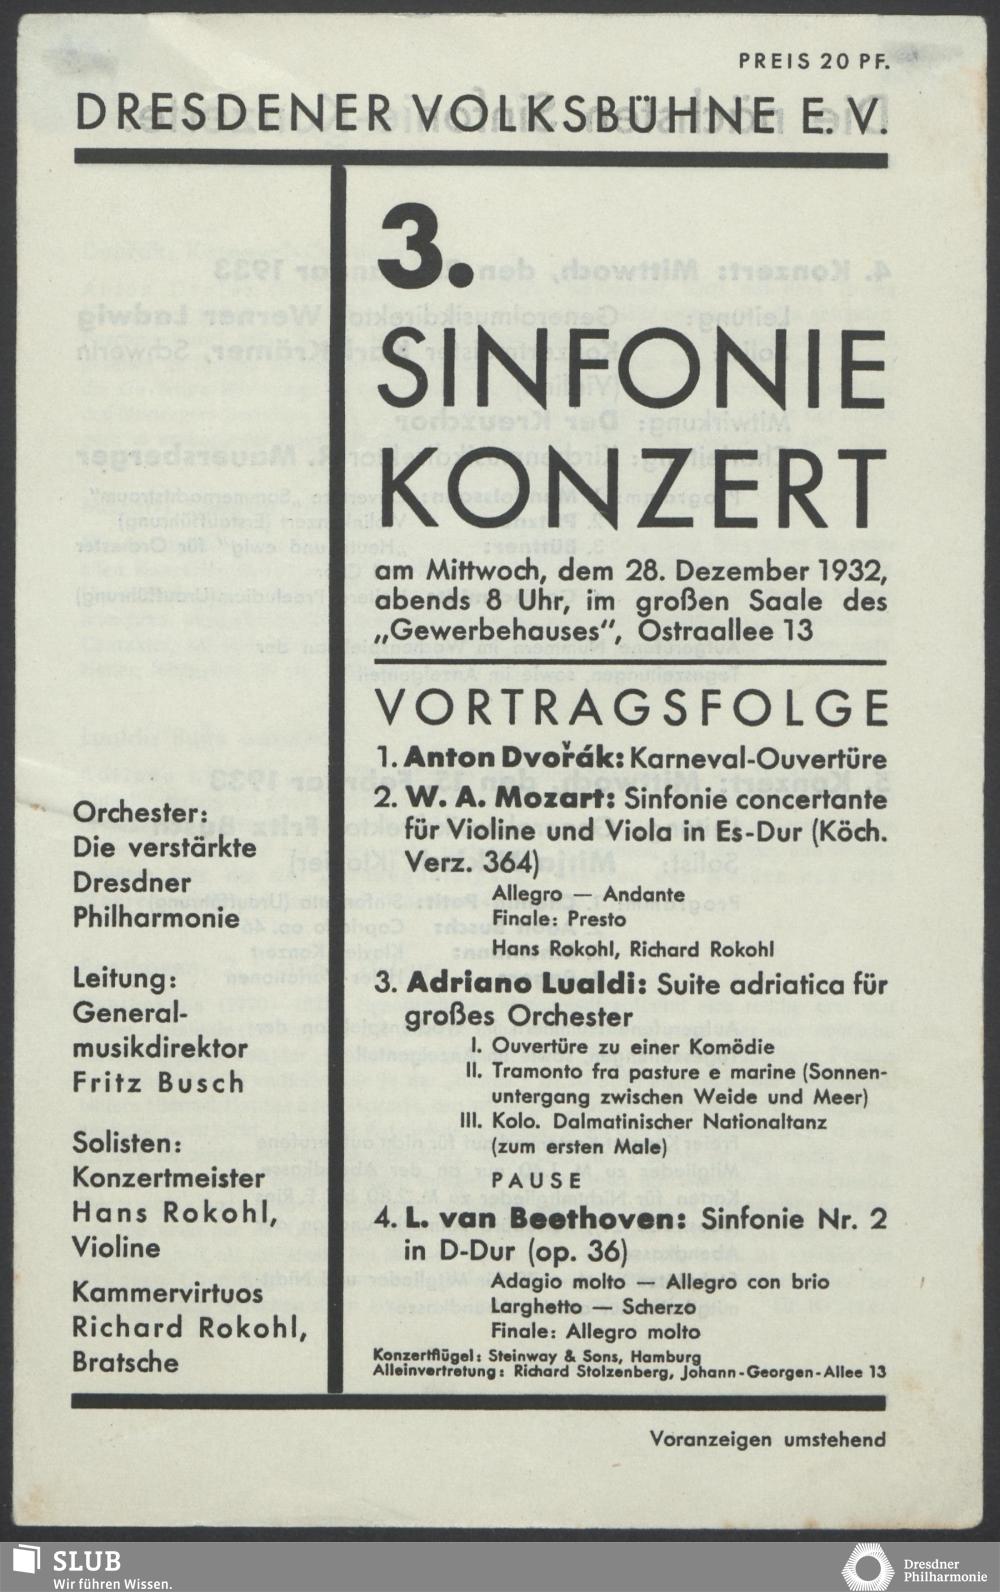 PREIS 20 PF.
DRESDENER VOLKSBÜHNE E.V.
3.
SINFONIE
KONZERT
am Mittwoch, dem 28. Dezember 1932,
abends 8 Uhr, im großen Saale des
„Gewerbehauses“, Ostraallee 13
VORTRAGSFOLGE
1. Anton Dvořák: Karneval-Ouvertüre
2. W. A. Mozart: Sinfonie concertante
für Violine und Viola in Es-Dur (Köch.
Verz. 364)
Allegro — Andante
Finale: Presto
Hans Rokohl, Richard Rokohl
3. Adriano Lualdi: Suite adriatica für
großes Orchester
I. Ouvertüre zu einer Komödie
II. Tramonto fra pasture e marine (Sonnen-
untergang zwischen Weide und Meer)
III. Kolo. Dalmatinischer Nationaltanz
(zum ersten Male)
PAUSE
4. L. van Beethoven: Sinfonie Nr. 2
in D-Dur (op. 36)
Adagio molto — Allegro con brio
Larghetto — Scherzo
Finale: Allegro molto
Konzertflügel: Steinway & Sons, Hamburg
Alleinvertretung: Richard Stolzenberg, Johann-Georgen-Allee 13
Orchester:
Die verstärkte
Dresdner
Philharmonie
Leitung:
General-
musikdirektor
Fritz Busch
Solisten:
Konzertmeister
Hans Rokohl,
Violine
Kammervirtuos
Richard Rokohl,
Bratsche
Voranzeigen umstehend
SLUB
Wir führen Wissen.
Dresdner
Philharmonie